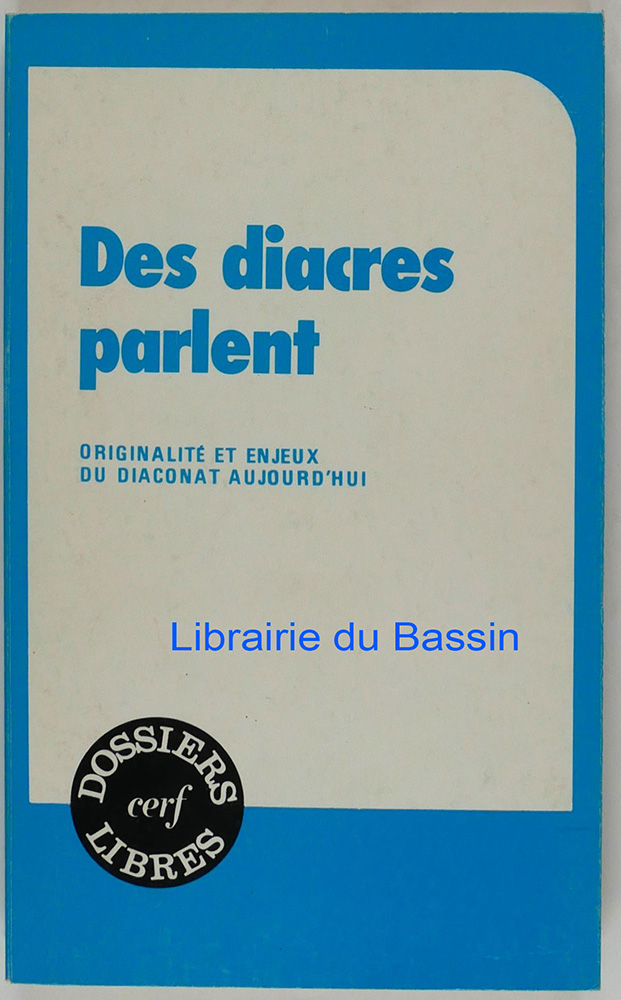 Des diacres
parlent
ORIGINALITÉ ET ENJEUX
DU DIACONAT AUJOURD'HUI
Librairie du Bassin
DOSSIERS
cerf
LIBRES